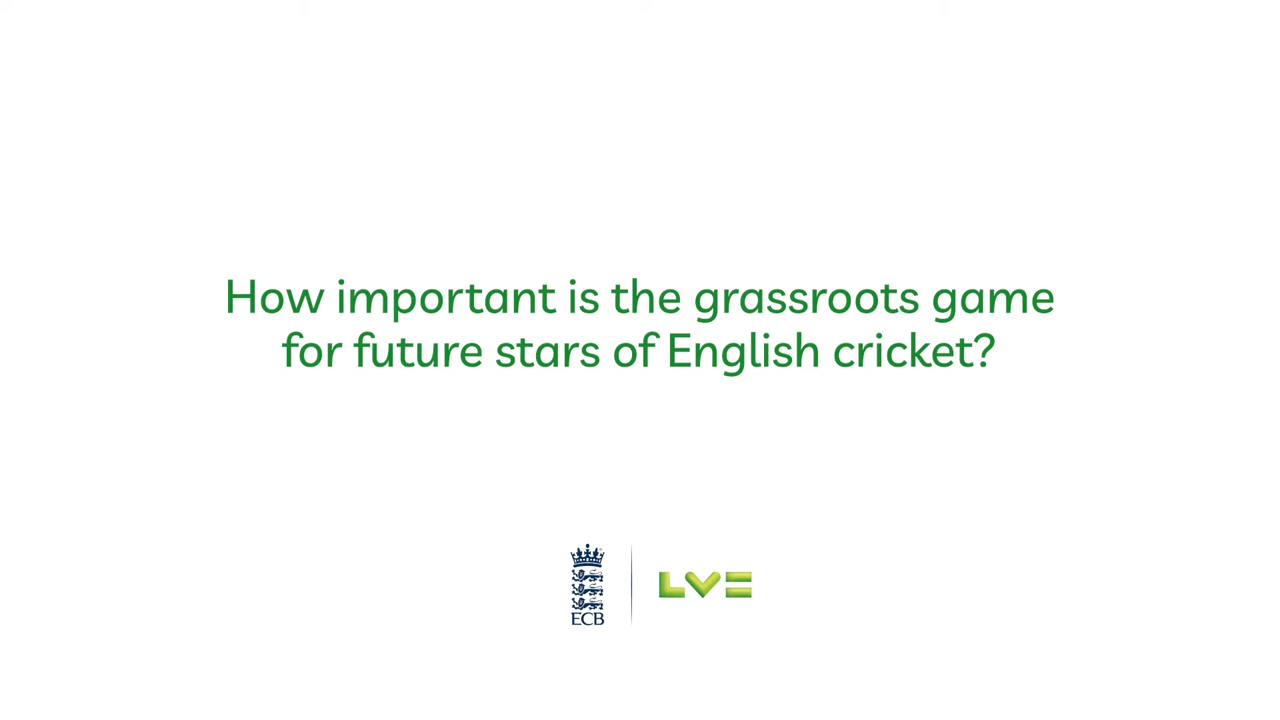 How important is the grassroots game
for future stars of English cricket?
ECB
LV=